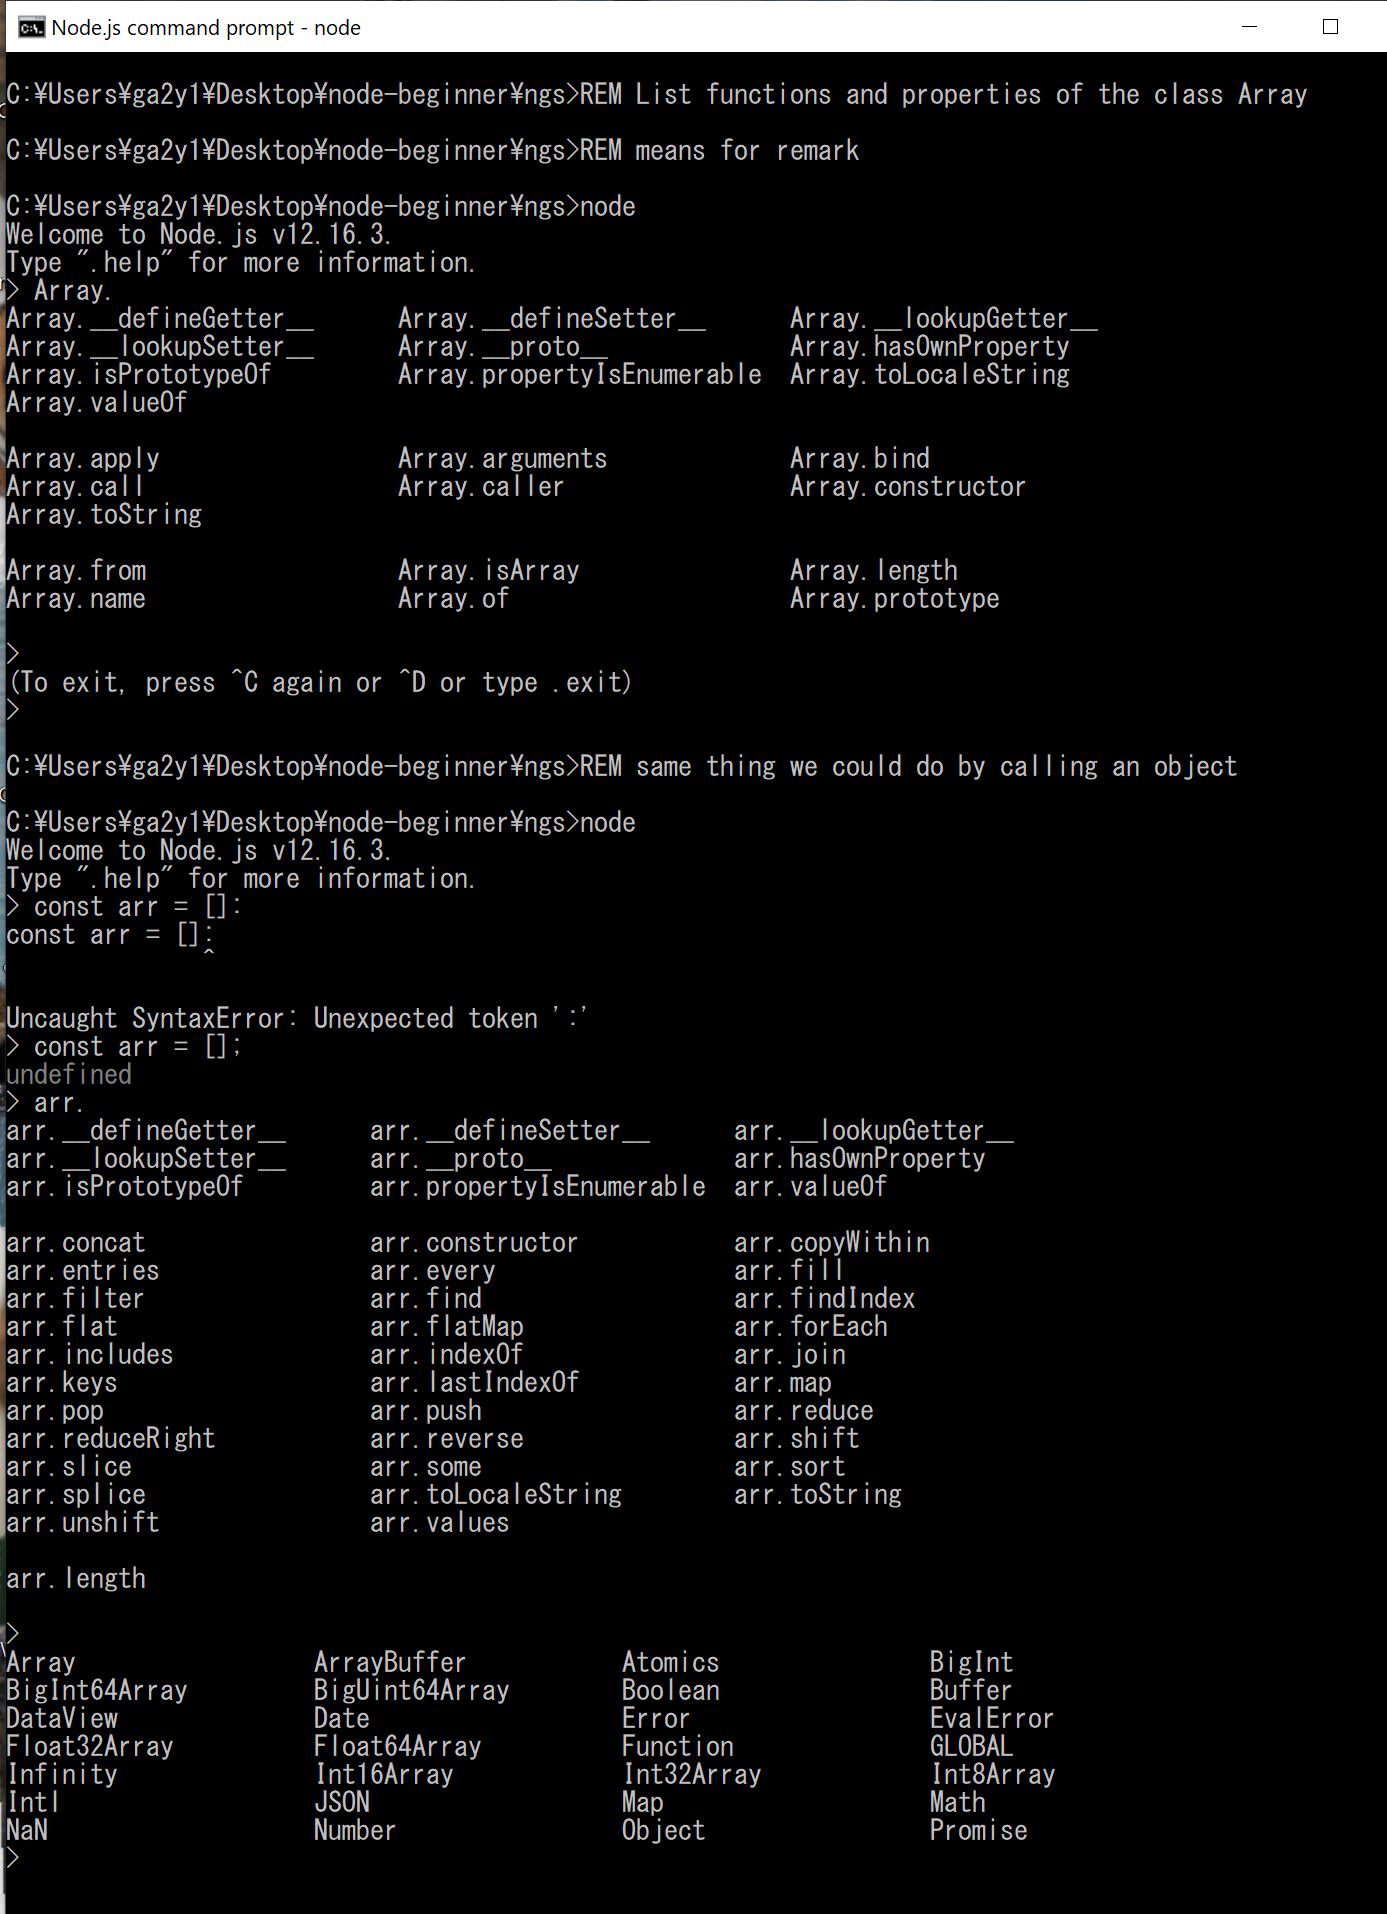 Node.js command prompt - node
C:¥Users¥ga2y1¥Desktop¥node-beginner¥ngs>REM List functions and properties of the class Array
C:¥Users¥ga2y1¥Desktop¥node-beginner¥ngs>REM means for remark
C:¥Users¥ga2y1¥Desktop¥node-beginner¥ngs>node
Welcome to Node.js v12.16.3.
Type ".help" for more information.
> Array.
Array.__defineGetter__      Array.__defineSetter__      Array.__lookupGetter__
Array.__lookupSetter__      Array.__proto__             Array.hasOwnProperty
Array.isPrototypeOf         Array.propertyIsEnumerable  Array.toLocaleString
Array.valueOf
Array.apply                 Array.arguments             Array.bind
Array.call                  Array.caller                Array.constructor
Array.toString
Array.from                  Array.isArray               Array.length
Array.name                  Array.of                    Array.prototype
>
(To exit, press ^C again or ^D or type .exit)
>
C:¥Users¥ga2y1¥Desktop¥node-beginner¥ngs>REM same thing we could do by calling an object
C:¥Users¥ga2y1¥Desktop¥node-beginner¥ngs>node
Welcome to Node.js v12.16.3.
Type ".help" for more information.
> const arr = []:
const arr = []:
^
Uncaught SyntaxError: Unexpected token ':'
> const arr = [];
undefined
> arr.
arr.__defineGetter__      arr.__defineSetter__      arr.__lookupGetter__
arr.__lookupSetter__      arr.__proto__             arr.hasOwnProperty
arr.isPrototypeOf         arr.propertyIsEnumerable  arr.valueOf
arr.concat                arr.constructor           arr.copyWithin
arr.entries               arr.every                 arr.fill
arr.filter                arr.find                  arr.findIndex
arr.flat                  arr.flatMap               arr.forEach
arr.includes              arr.indexOf               arr.join
arr.keys                  arr.lastIndexOf           arr.map
arr.pop                   arr.push                  arr.reduce
arr.reduceRight           arr.reverse               arr.shift
arr.slice                 arr.some                  arr.sort
arr.splice                arr.toLocaleString        arr.toString
arr.unshift               arr.values
arr.length
>
Array                 ArrayBuffer           Atomics               BigInt
BigInt64Array         BigUint64Array        Boolean               Buffer
DataView              Date                  Error                 EvalError
Float32Array          Float64Array          Function              GLOBAL
Infinity              Int16Array            Int32Array            Int8Array
Intl                  JSON                  Map                   Math
NaN                   Number                Object                Promise
>